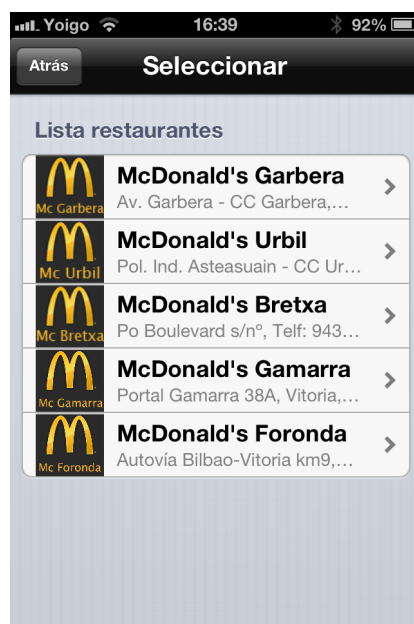 Yoigo 16:39 92%
Atrás Seleccionar
Lista restaurantes
Mc Garbera
McDonald's Garbera
Av. Garbera - CC Garbera,...
Mc Urbil
McDonald's Urbil
Pol. Ind. Asteasuain - CC Ur...
Mc Bretxa
McDonald's Bretxa
Po Boulevard s/nº, Telf: 943...
Mc Gamarra
McDonald's Gamarra
Portal Gamarra 38A, Vitoria,...
Mc Foronda
McDonald's Foronda
Autovía Bilbao-Vitoria km9,...